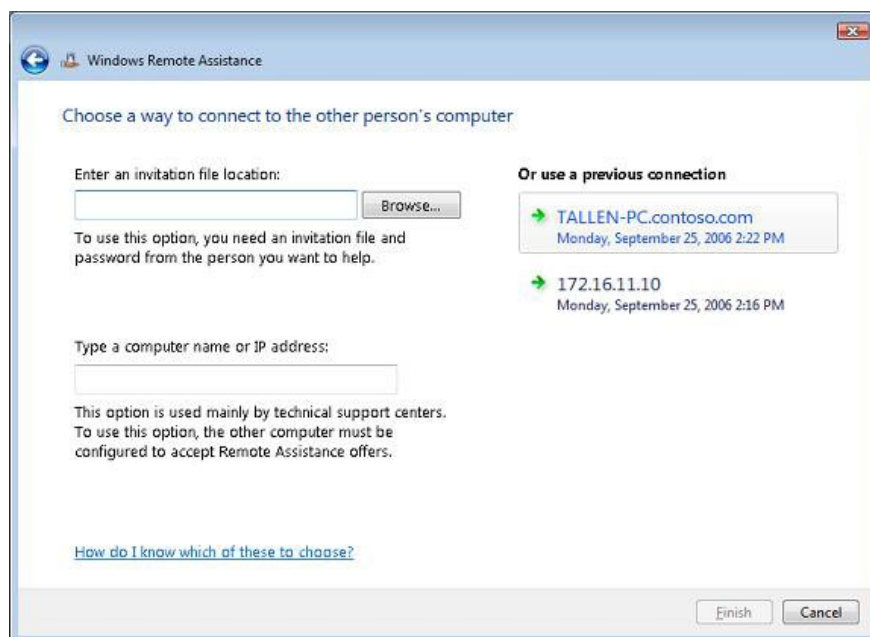 Windows Remote Assistance
Choose a way to connect to the other person's computer
Enter an invitation file location:
Browse...
To use this option, you need an invitation file and
password from the person you want to help.
Type a computer name or IP address:
This option is used mainly by technical support centers.
To use this option, the other computer must be
configured to accept Remote Assistance offers.
How do I know which of these to choose?
Or use a previous connection
TALLEN-PC.contoso.com
Monday, September 25, 2006 2:22 PM
172.16.11.10
Monday, September 25, 2006 2:16 PM
Finish
Cancel